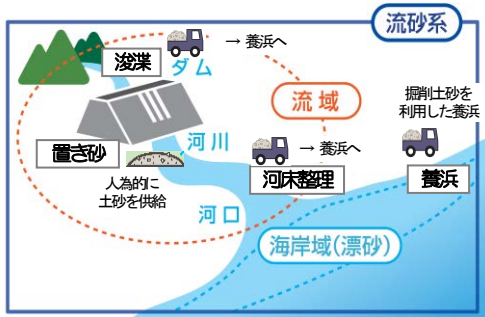 流砂系
→ 養浜へ
浚渫
ダム
掘削土砂を
利用した養浜
流域
置き砂
河川
→ 養浜へ
人為的に
土砂を供給
河床整理
養浜
河口
海岸域(漂砂)